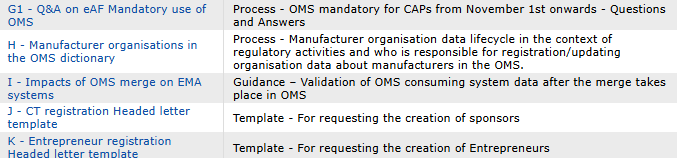 G1 - Q&A on eAF Mandatory use of OMS
Process - OMS mandatory for CAPs from November 1st onwards - Questions and Answers
H - Manufacturer organisations in the OMS dictionary
Process - Manufacturer organisation data lifecycle in the context of regulatory activities and who is responsible for registration/updating organisation data about manufacturers in the OMS.
I - Impacts of OMS merge on EMA systems
Guidance – Validation of OMS consuming system data after the merge takes place in OMS
J - CT registration Headed letter template
Template - For requesting the creation of sponsors
K - Entrepreneur registration Headed letter template
Template - For requesting the creation of Entrepreneurs